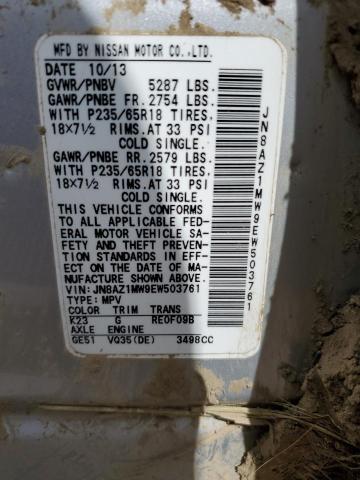 MFD BY NISSAN MOTOR CO.,LTD.
DATE 10/13
GVWR/PNBV 5287 LBS.
GAWR/PNBE FR. 2754 LBS.
WITH P235/65R18 TIRES,
18X7½ RIMS. AT 33 PSI
COLD SINGLE.
GAWR/PNBE RR. 2579 LBS.
WITH P235/65R18 TIRES,
18X7½ RIMS. AT 33 PSI
COLD SINGLE.
THIS VEHICLE CONFORMS
TO ALL APPLICABLE FED-
ERAL MOTOR VEHICLE SA-
FETY AND THEFT PREVEN-
TION STANDARDS IN EFF-
ECT ON THE DATE OF MA-
NUFACTURE SHOWN ABOVE.
VIN: JN8AZ1MW9EW503761
TYPE: MPV
COLOR TRIM TRANS
K23 G RE0F09B
AXLE ENGINE
GE51 VQ35(DE) 3498CC
JN8AZ1MW9EW503761